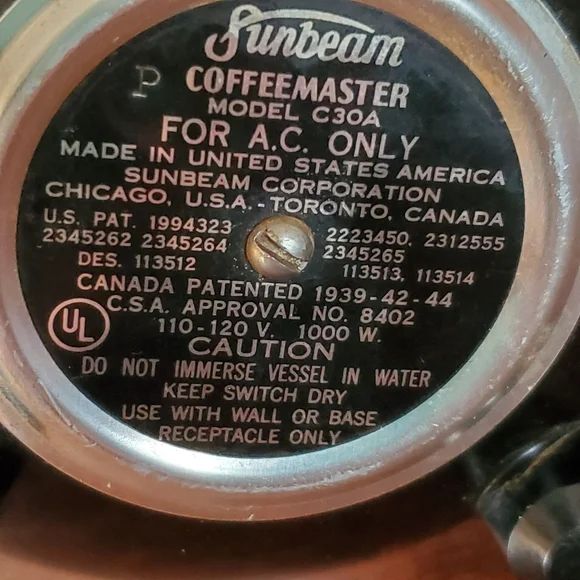 Sunbeam
P
COFFEEMASTER
MODEL C30A
FOR A.C. ONLY
MADE IN UNITED STATES AMERICA
SUNBEAM CORPORATION
CHICAGO, U.S.A. - TORONTO, CANADA
U.S. PAT. 1994323 2223450. 2312555
2345262 2345264 2345265
DES. 113512 113513. 113514
CANADA PATENTED 1939-42-44
C.S.A. APPROVAL NO. 8402
UL
110-120 V. 1000 W.
CAUTION
DO NOT IMMERSE VESSEL IN WATER
KEEP SWITCH DRY
USE WITH WALL OR BASE
RECEPTACLE ONLY